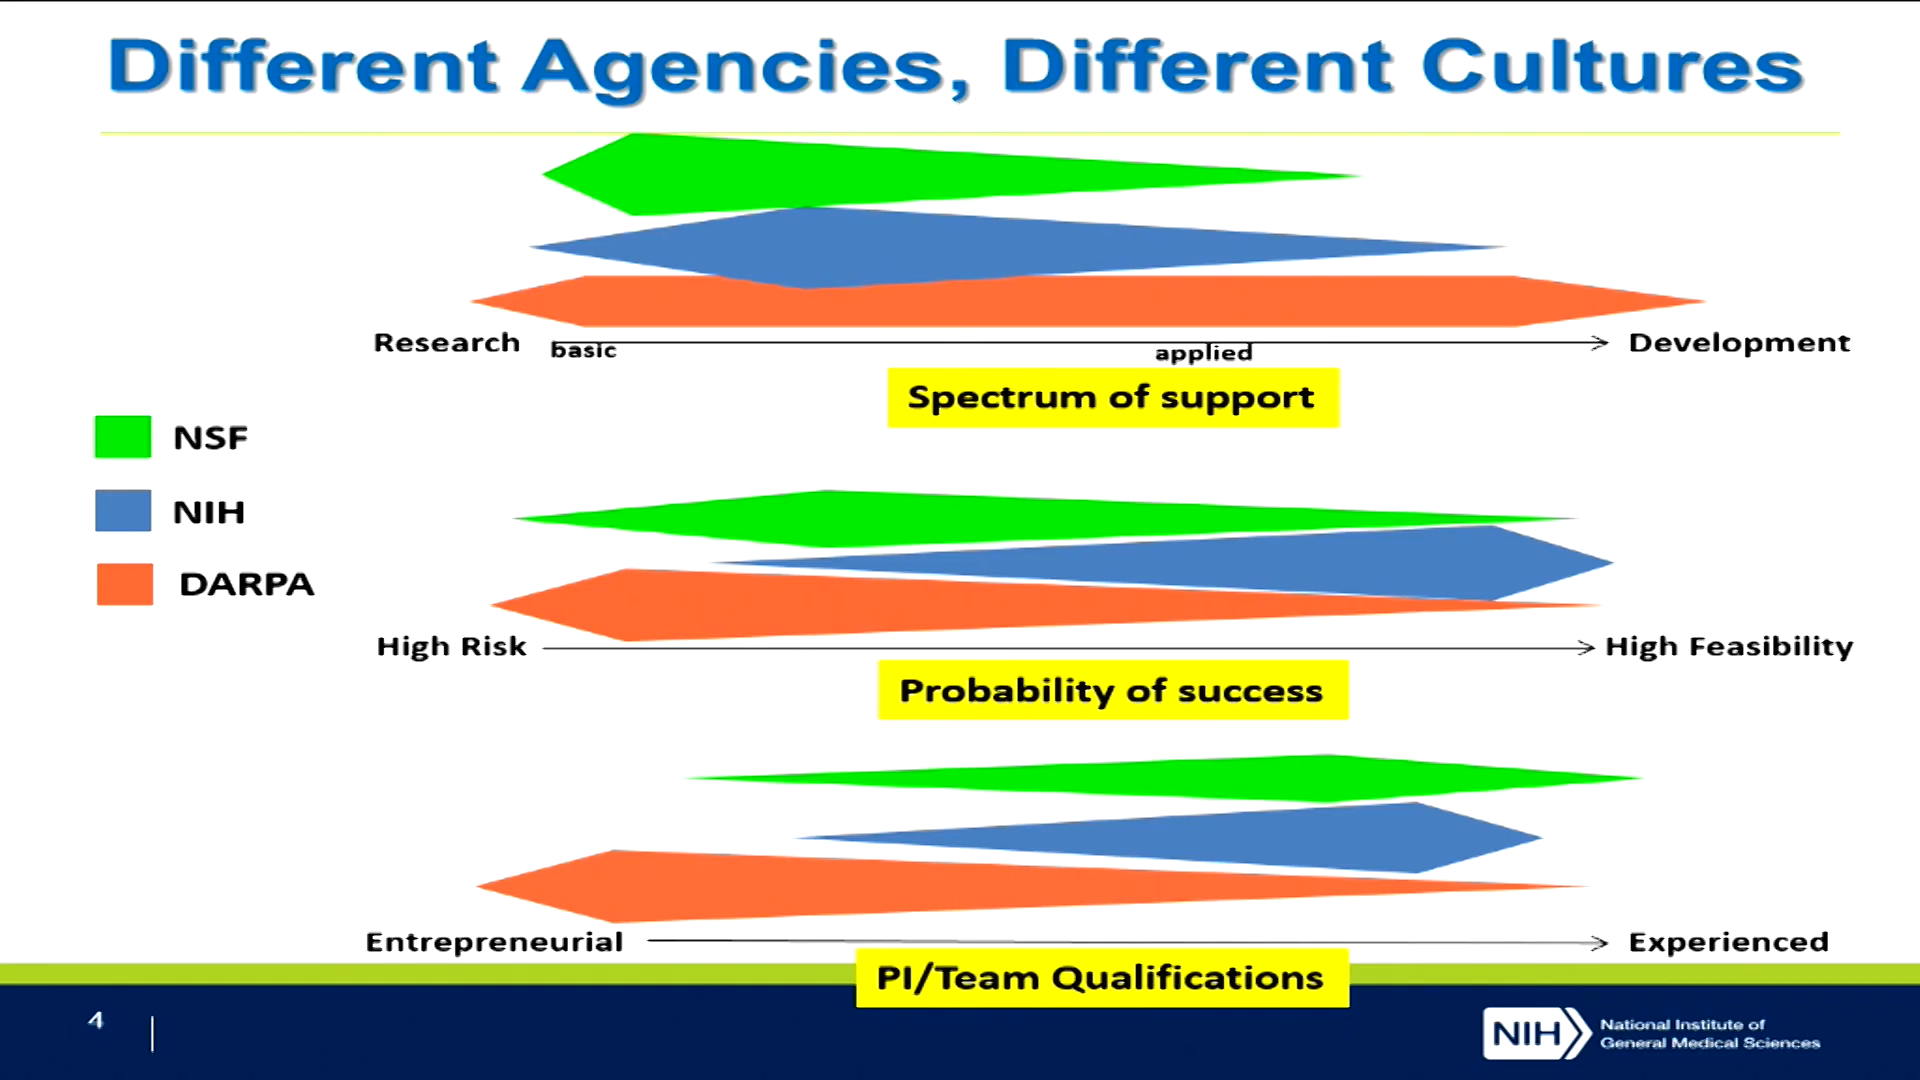 Different Agencies, Different Cultures
Research
basic
applied
Development
Spectrum of support
NSF
NIH
DARPA
High Risk
High Feasibility
Probability of success
Entrepreneurial
Experienced
PI/Team Qualifications
4
NIH
National Institute of
General Medical Sciences